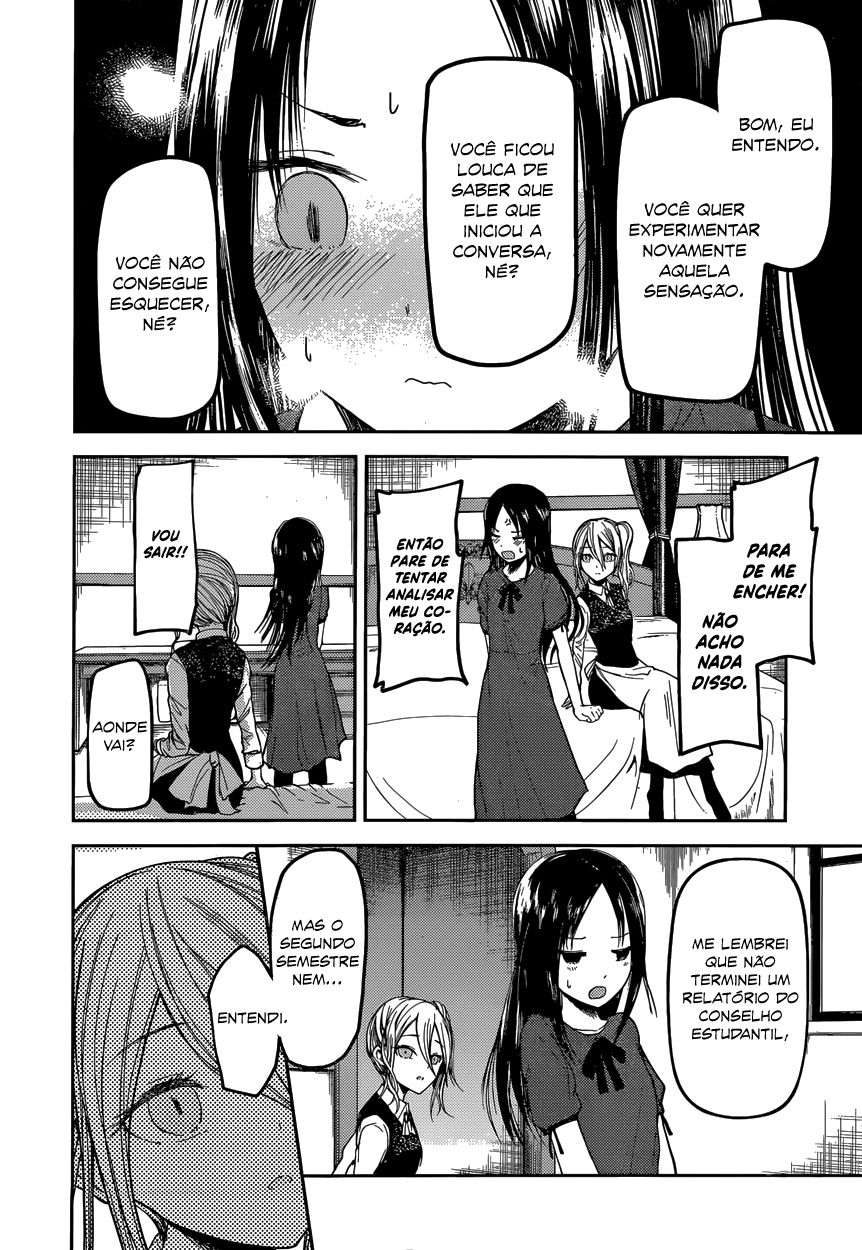 BOM, EU
ENTENDO.
VOCÊ QUER
EXPERIMENTAR
NOVAMENTE
AQUELA
SENSAÇÃO.
VOCÊ FICOU
LOUCA DE
SABER QUE
ELE QUE
INICIOU A
CONVERSA,
NÉ?
VOCÊ NÃO
CONSEGUE
ESQUECER,
NÉ?
PARA
DE ME
ENCHER!
NÃO
ACHO
NADA
DISSO.
ENTÃO
PARE DE
TENTAR
ANALISAR
MEU CO-
RAÇÃO.
VOU
SAIR!!
AONDE
VAI?
ME LEMBREI
QUE NÃO
TERMINEI UM
RELATÓRIO DO
CONSELHO
ESTUDANTIL,
MAS O
SEGUNDO
SEMESTRE
NEM...
ENTENDI.